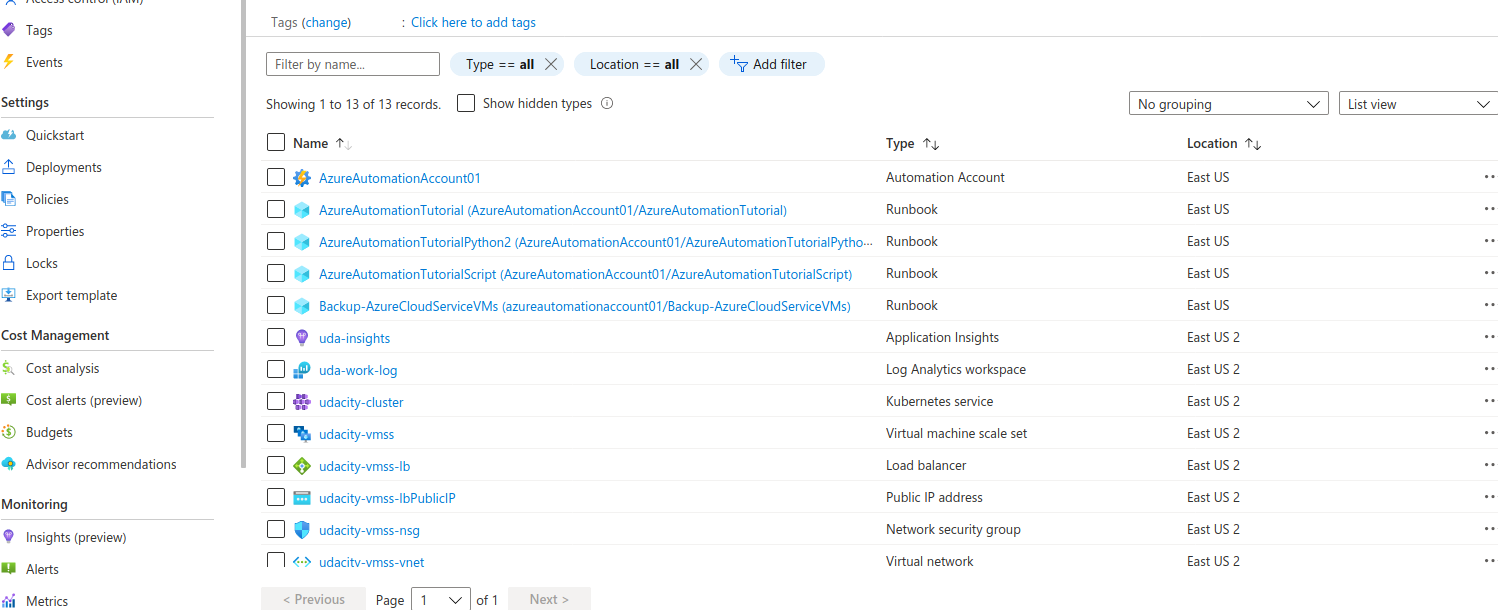 Access control (IAM)
Tags
Events
Settings
Quickstart
Deployments
Policies
Properties
Locks
Export template
Cost Management
Cost analysis
Cost alerts (preview)
Budgets
Advisor recommendations
Monitoring
Insights (preview)
Alerts
Metrics
Tags (change) : Click here to add tags
Filter by name... Type == all Location == all Add filter
Showing 1 to 13 of 13 records. Show hidden types No grouping List view
Name Type Location
AzureAutomationAccount01 Automation Account East US
AzureAutomationTutorial (AzureAutomationAccount01/AzureAutomationTutorial) Runbook East US
AzureAutomationTutorialPython2 (AzureAutomationAccount01/AzureAutomationTutorialPytho... Runbook East US
AzureAutomationTutorialScript (AzureAutomationAccount01/AzureAutomationTutorialScript) Runbook East US
Backup-AzureCloudServiceVMs (azureautomationaccount01/Backup-AzureCloudServiceVMs) Runbook East US
uda-insights Application Insights East US 2
uda-work-log Log Analytics workspace East US 2
udacity-cluster Kubernetes service East US 2
udacity-vmss Virtual machine scale set East US 2
udacity-vmss-lb Load balancer East US 2
udacity-vmss-lbPublicIP Public IP address East US 2
udacity-vmss-nsg Network security group East US 2
udacity-vmss-vnet Virtual network East US 2
< Previous Page 1 of 1 Next >